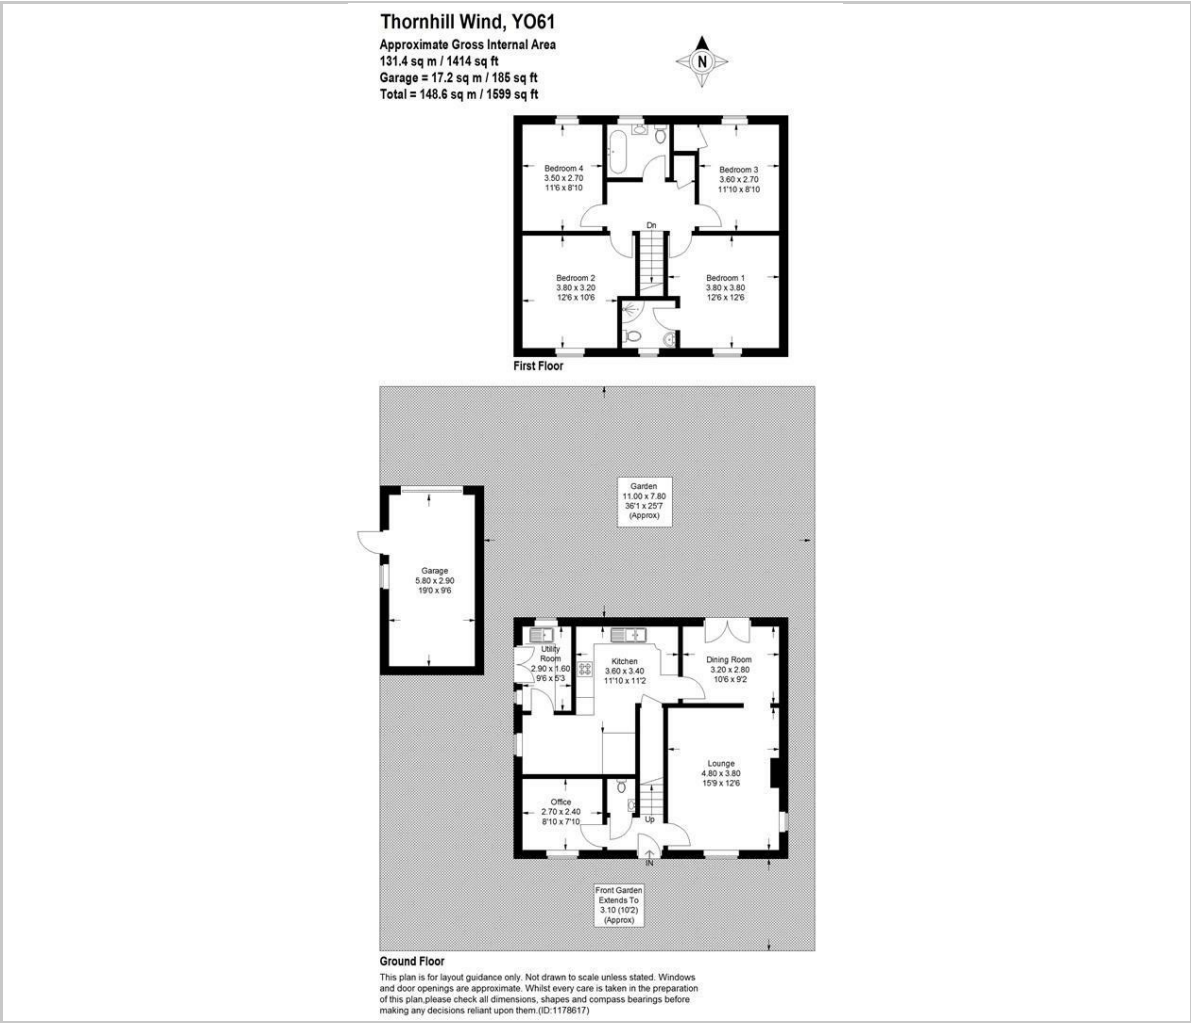 Thornhill Wind, YO61
Approximate Gross Internal Area
131.4 sq m / 1414 sq ft
Garage = 17.2 sq m / 185 sq ft
Total = 148.6 sq m / 1599 sq ft
N
Bedroom 4
3.50 x 2.70
11'6 x 8'10
Bedroom 3
3.60 x 2.70
11'10 x 8'10
Dn
Bedroom 2
3.80 x 3.20
12'6 x 10'6
Bedroom 1
3.80 x 3.80
12'6 x 12'6
First Floor
Garden
11.00 x 7.80
36'1 x 25'7
(Approx)
Garage
5.80 x 2.90
19'0 x 9'6
Utility
Room
2.90 x 1.60
9'6 x 5'3
Kitchen
3.60 x 3.40
11'10 x 11'2
Dining Room
3.20 x 2.80
10'6 x 9'2
Lounge
4.80 x 3.80
15'9 x 12'6
Office
2.70 x 2.40
8'10 x 7'10
Up
IN
Front Garden
Extends To
3.10 (10'2)
(Approx)
Ground Floor
This plan is for layout guidance only. Not drawn to scale unless stated. Windows
and door openings are approximate. Whilst every care is taken in the preparation
of this plan,please check all dimensions, shapes and compass bearings before
making any decisions reliant upon them.(ID:1178617)